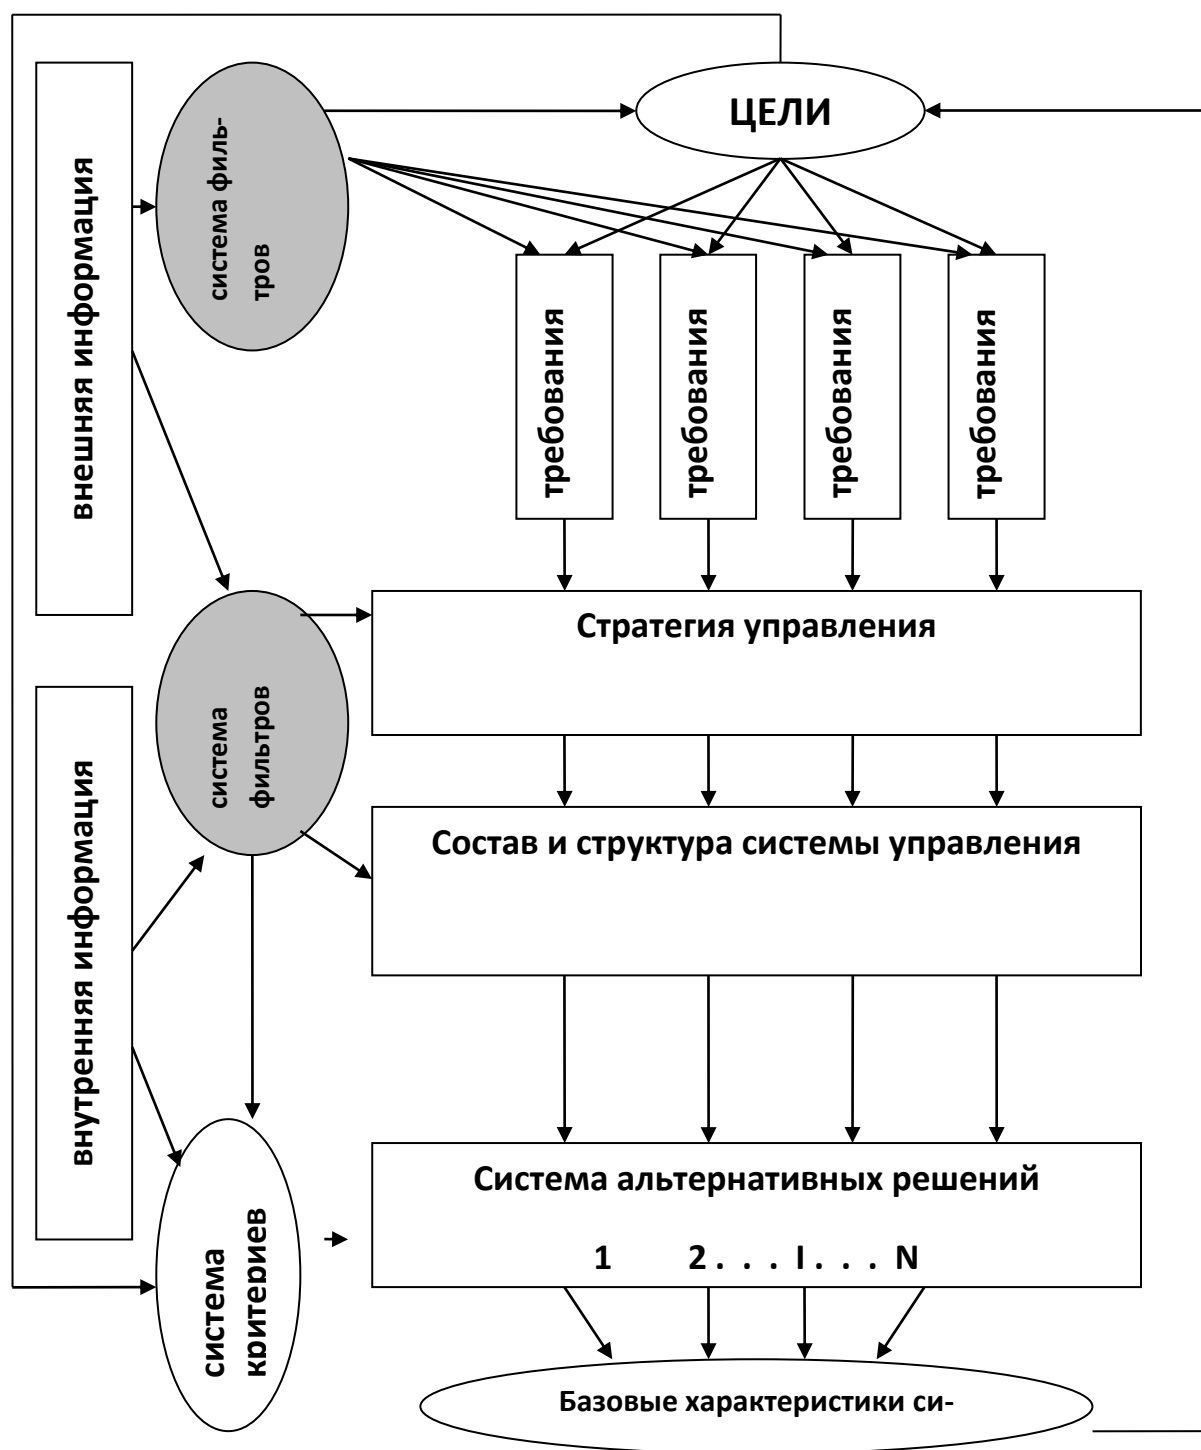 ЦЕЛИ
внешняя информация
система филь-
тров
требования
требования
требования
требования
Стратегия управления
система
фильтров
внутренняя информация
Состав и структура системы управления
Система альтернативных решений
1 2 . . . I . . . N
система
критериев
Базовые характеристики си-